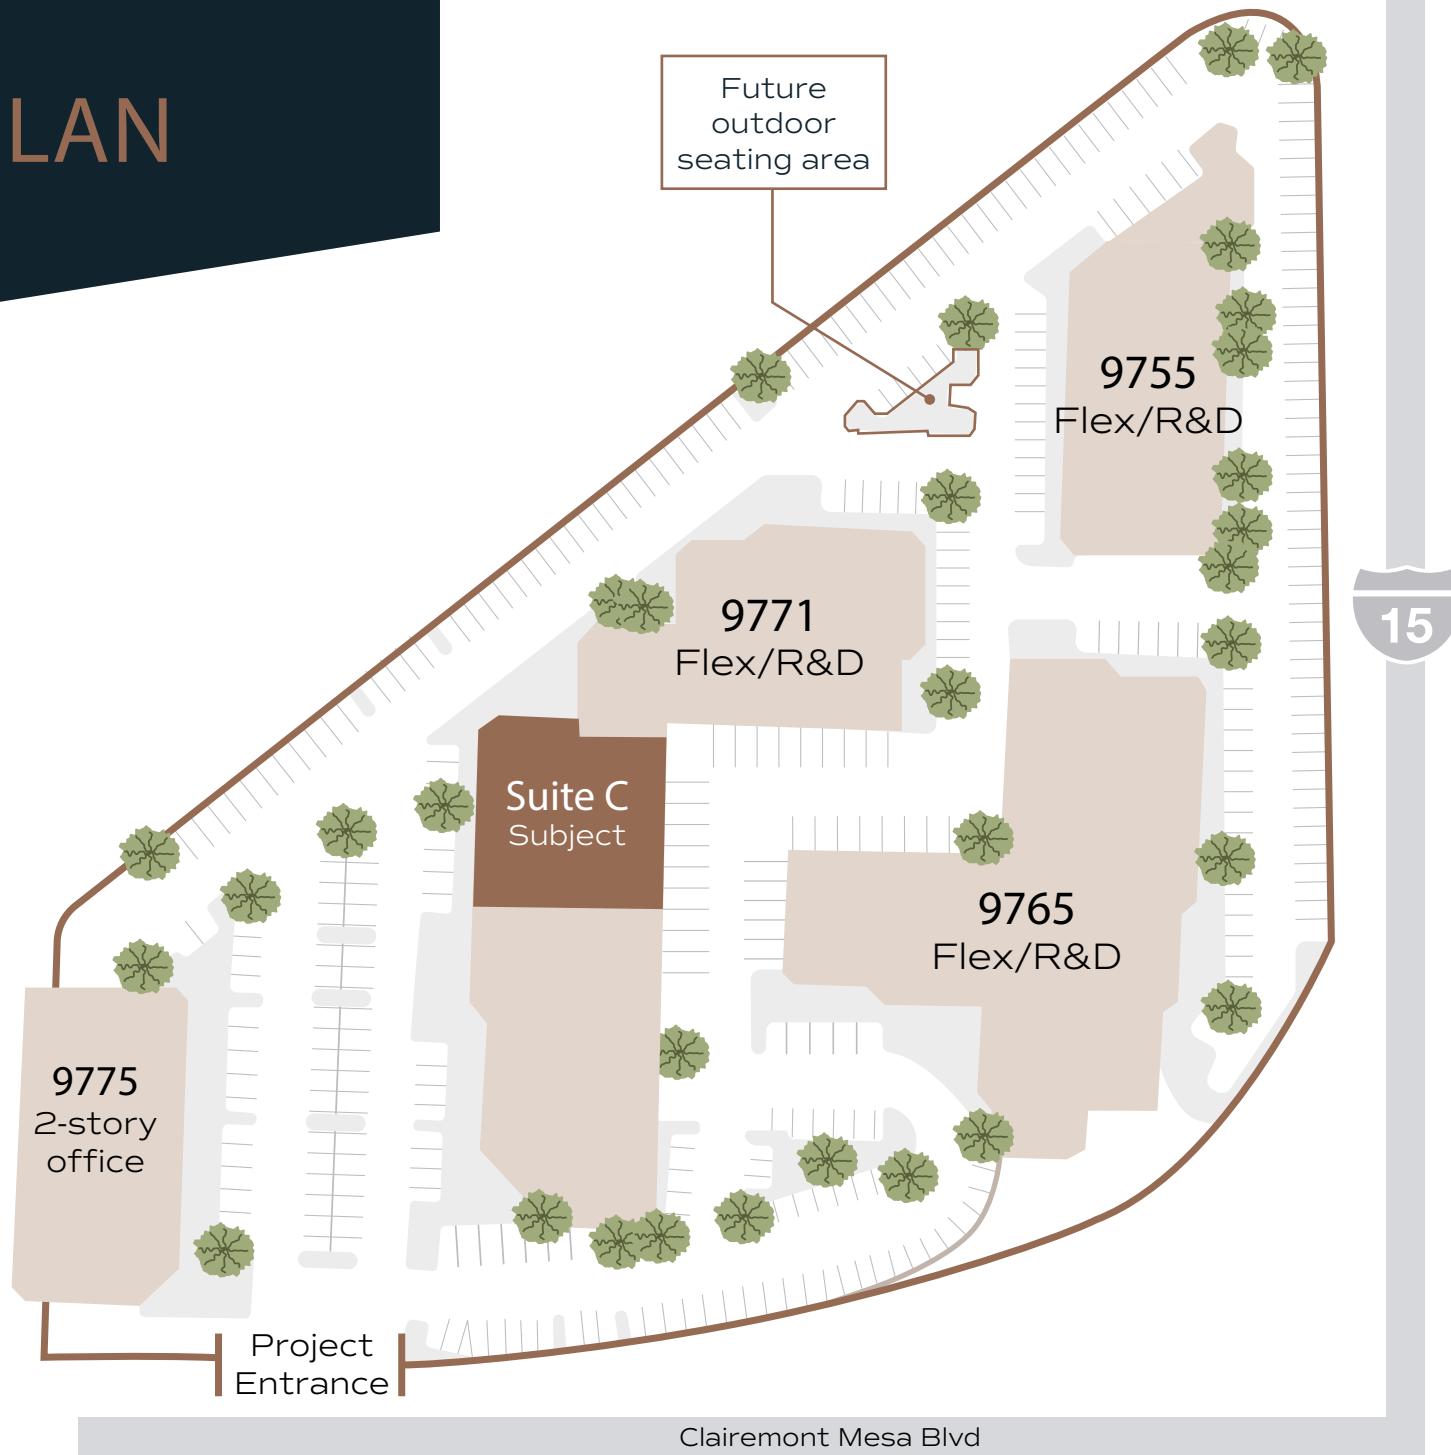 LAN
Future
outdoor
seating area
9755
Flex/R&D
15
9771
Flex/R&D
Suite C
Subject
9765
Flex/R&D
9775
2-story
office
Project
Entrance
Clairemont Mesa Blvd